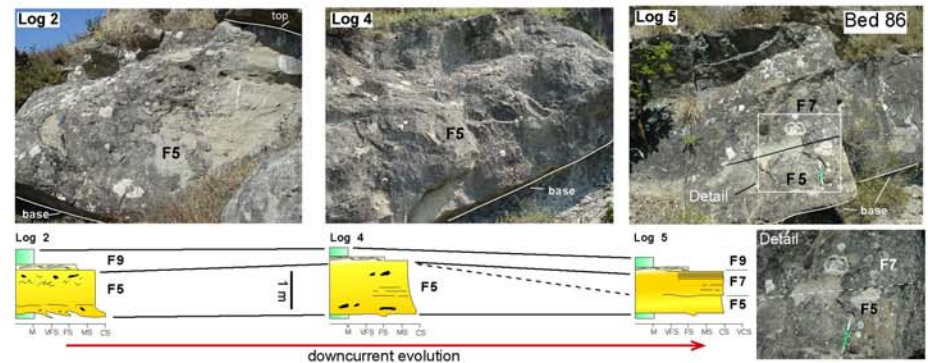 Log 2
top
F5
base
Log 4
F5
base
Log 5
Bed 86
F7
F5
Detail
base
Log 2
F9
F5
M VFS FS MS CS
1 m
Log 4
F5
M VFS FS MS CS
Log 5
F9
F7
F5
M VFS FS MS CS VCS
Detail
F7
F5
downcurrent evolution